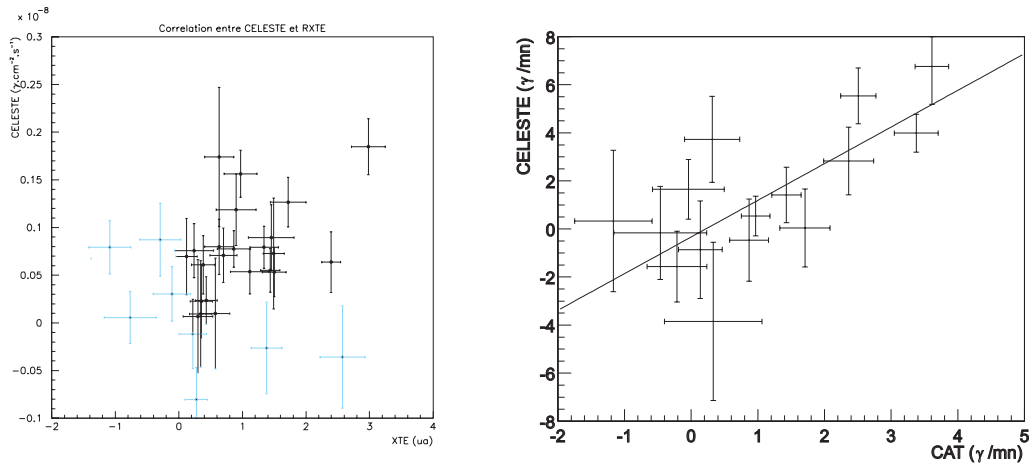 × 10⁻⁸
Correlation entre CELESTE et RXTE
CELESTE (γ.cm⁻².s⁻¹)
0.3
0.25
0.2
0.15
0.1
0.05
0
-0.05
-0.1
-2 -1 0 1 2 3 4
XTE (ua)
CELESTE (γ /mn)
8
6
4
2
0
-2
-4
-6
-8
-2 -1 0 1 2 3 4 5
CAT (γ /mn)